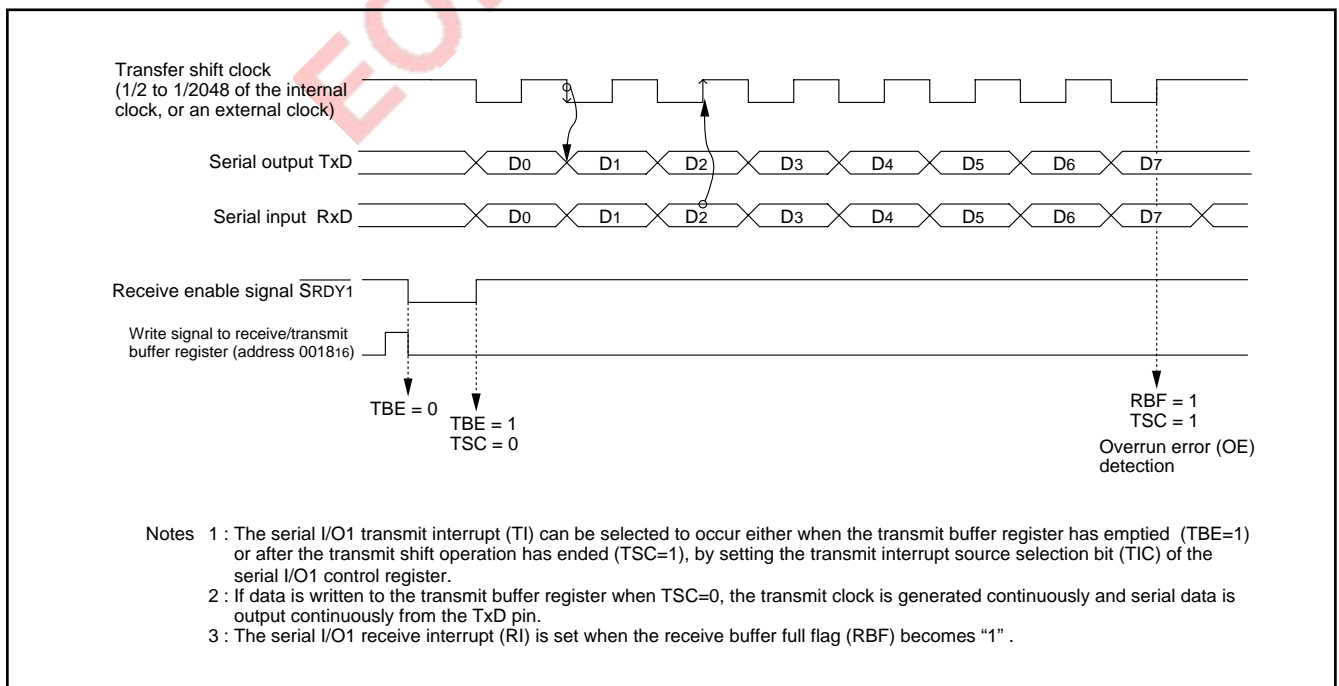 EOL
Transfer shift clock
(1/2 to 1/2048 of the internal
clock, or an external clock)
Serial output TxD
D0 D1 D2 D3 D4 D5 D6 D7
Serial input RxD
D0 D1 D2 D3 D4 D5 D6 D7
Receive enable signal SRDY1
Write signal to receive/transmit
buffer register (address 001816)
TBE = 0
TBE = 1
TSC = 0
RBF = 1
TSC = 1
Overrun error (OE)
detection
Notes 1 : The serial I/O1 transmit interrupt (TI) can be selected to occur either when the transmit buffer register has emptied (TBE=1)
or after the transmit shift operation has ended (TSC=1), by setting the transmit interrupt source selection bit (TIC) of the
serial I/O1 control register.
2 : If data is written to the transmit buffer register when TSC=0, the transmit clock is generated continuously and serial data is
output continuously from the TxD pin.
3 : The serial I/O1 receive interrupt (RI) is set when the receive buffer full flag (RBF) becomes “1” .